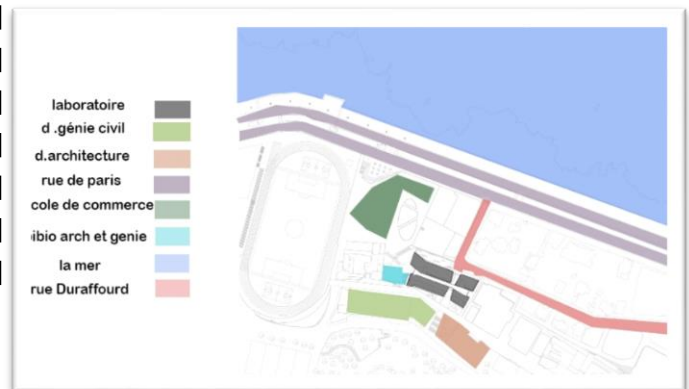 laboratoire
d .génie civil
d.architecture
rue de paris
cole de commerce
ibio arch et genie
la mer
rue Duraffourd